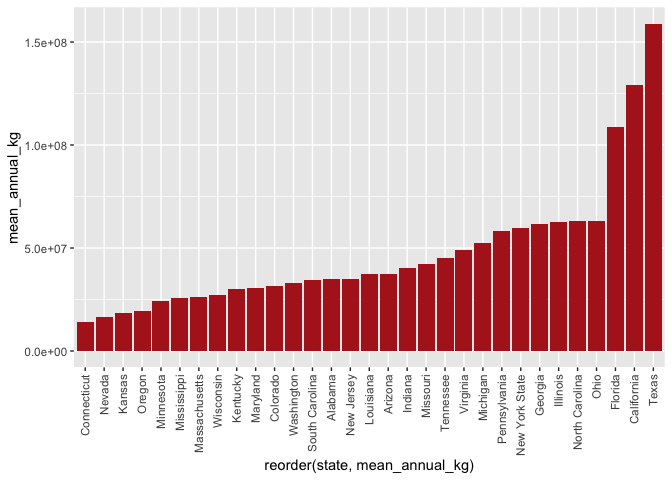 mean_annual_kg
1.5e+08
1.0e+08
5.0e+07
0.0e+00
Connecticut
Nevada
Kansas
Oregon
Minnesota
Mississippi
Massachusetts
Wisconsin
Kentucky
Maryland
Colorado
Washington
South Carolina
Alabama
New Jersey
Louisiana
Arizona
Indiana
Missouri
Tennessee
Virginia
Michigan
Pennsylvania
New York State
Georgia
Illinois
North Carolina
Ohio
Florida
California
Texas
reorder(state, mean_annual_kg)